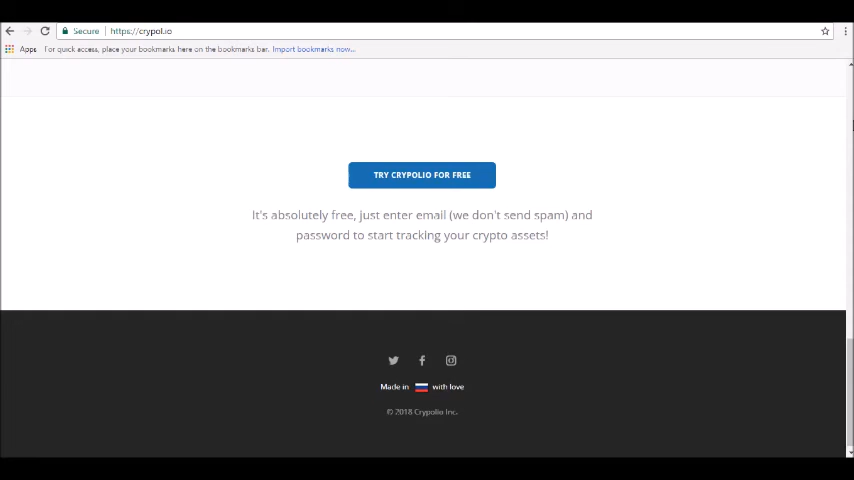 Secure https://crypol.io
Apps For quick access, place your bookmarks here on the bookmarks bar. Import bookmarks now...
TRY CRYPOLIO FOR FREE
It's absolutely free, just enter email (we don't send spam) and
password to start tracking your crypto assets!
Made in with love
© 2018 Crypolio Inc.